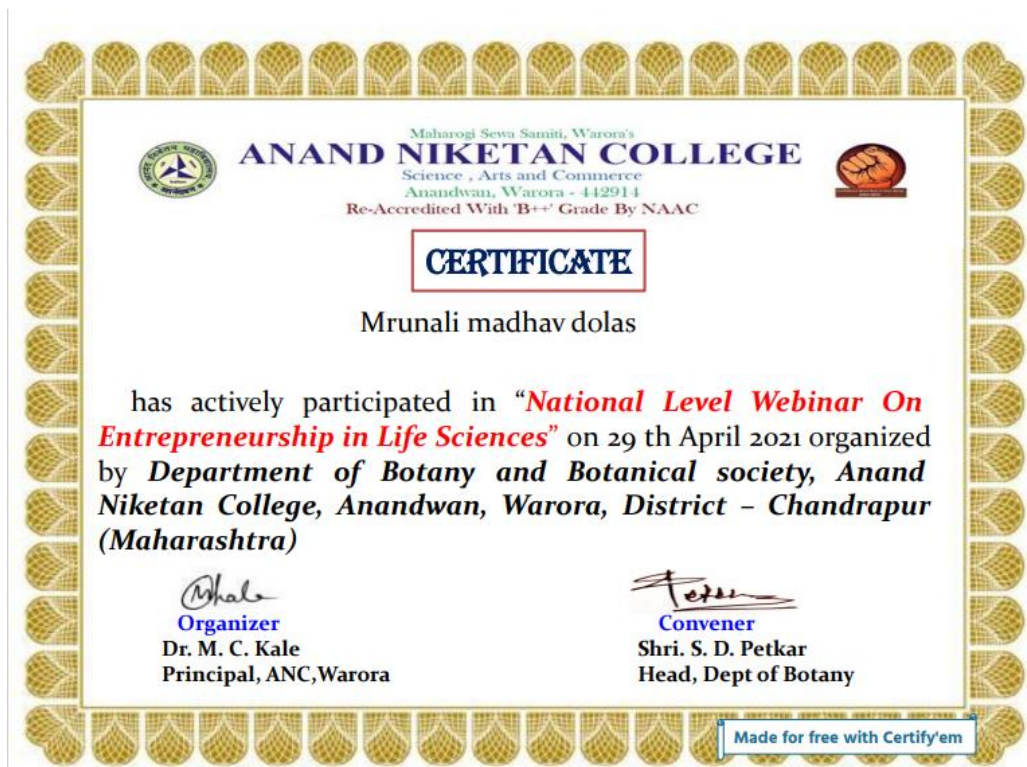 Maharogi Sewa Samiti, Warora's
ANAND NIKETAN COLLEGE
Science , Arts and Commerce
Anandwan, Warora - 442914
Re-Accredited With 'B++' Grade By NAAC
CERTIFICATE
Mrunali madhav dolas
has actively participated in “National Level Webinar On
Entrepreneurship in Life Sciences” on 29 th April 2021 organized
by Department of Botany and Botanical society, Anand
Niketan College, Anandwan, Warora, District – Chandrapur
(Maharashtra)
Organizer
Dr. M. C. Kale
Principal, ANC,Warora
Convener
Shri. S. D. Petkar
Head, Dept of Botany
Made for free with Certify'em